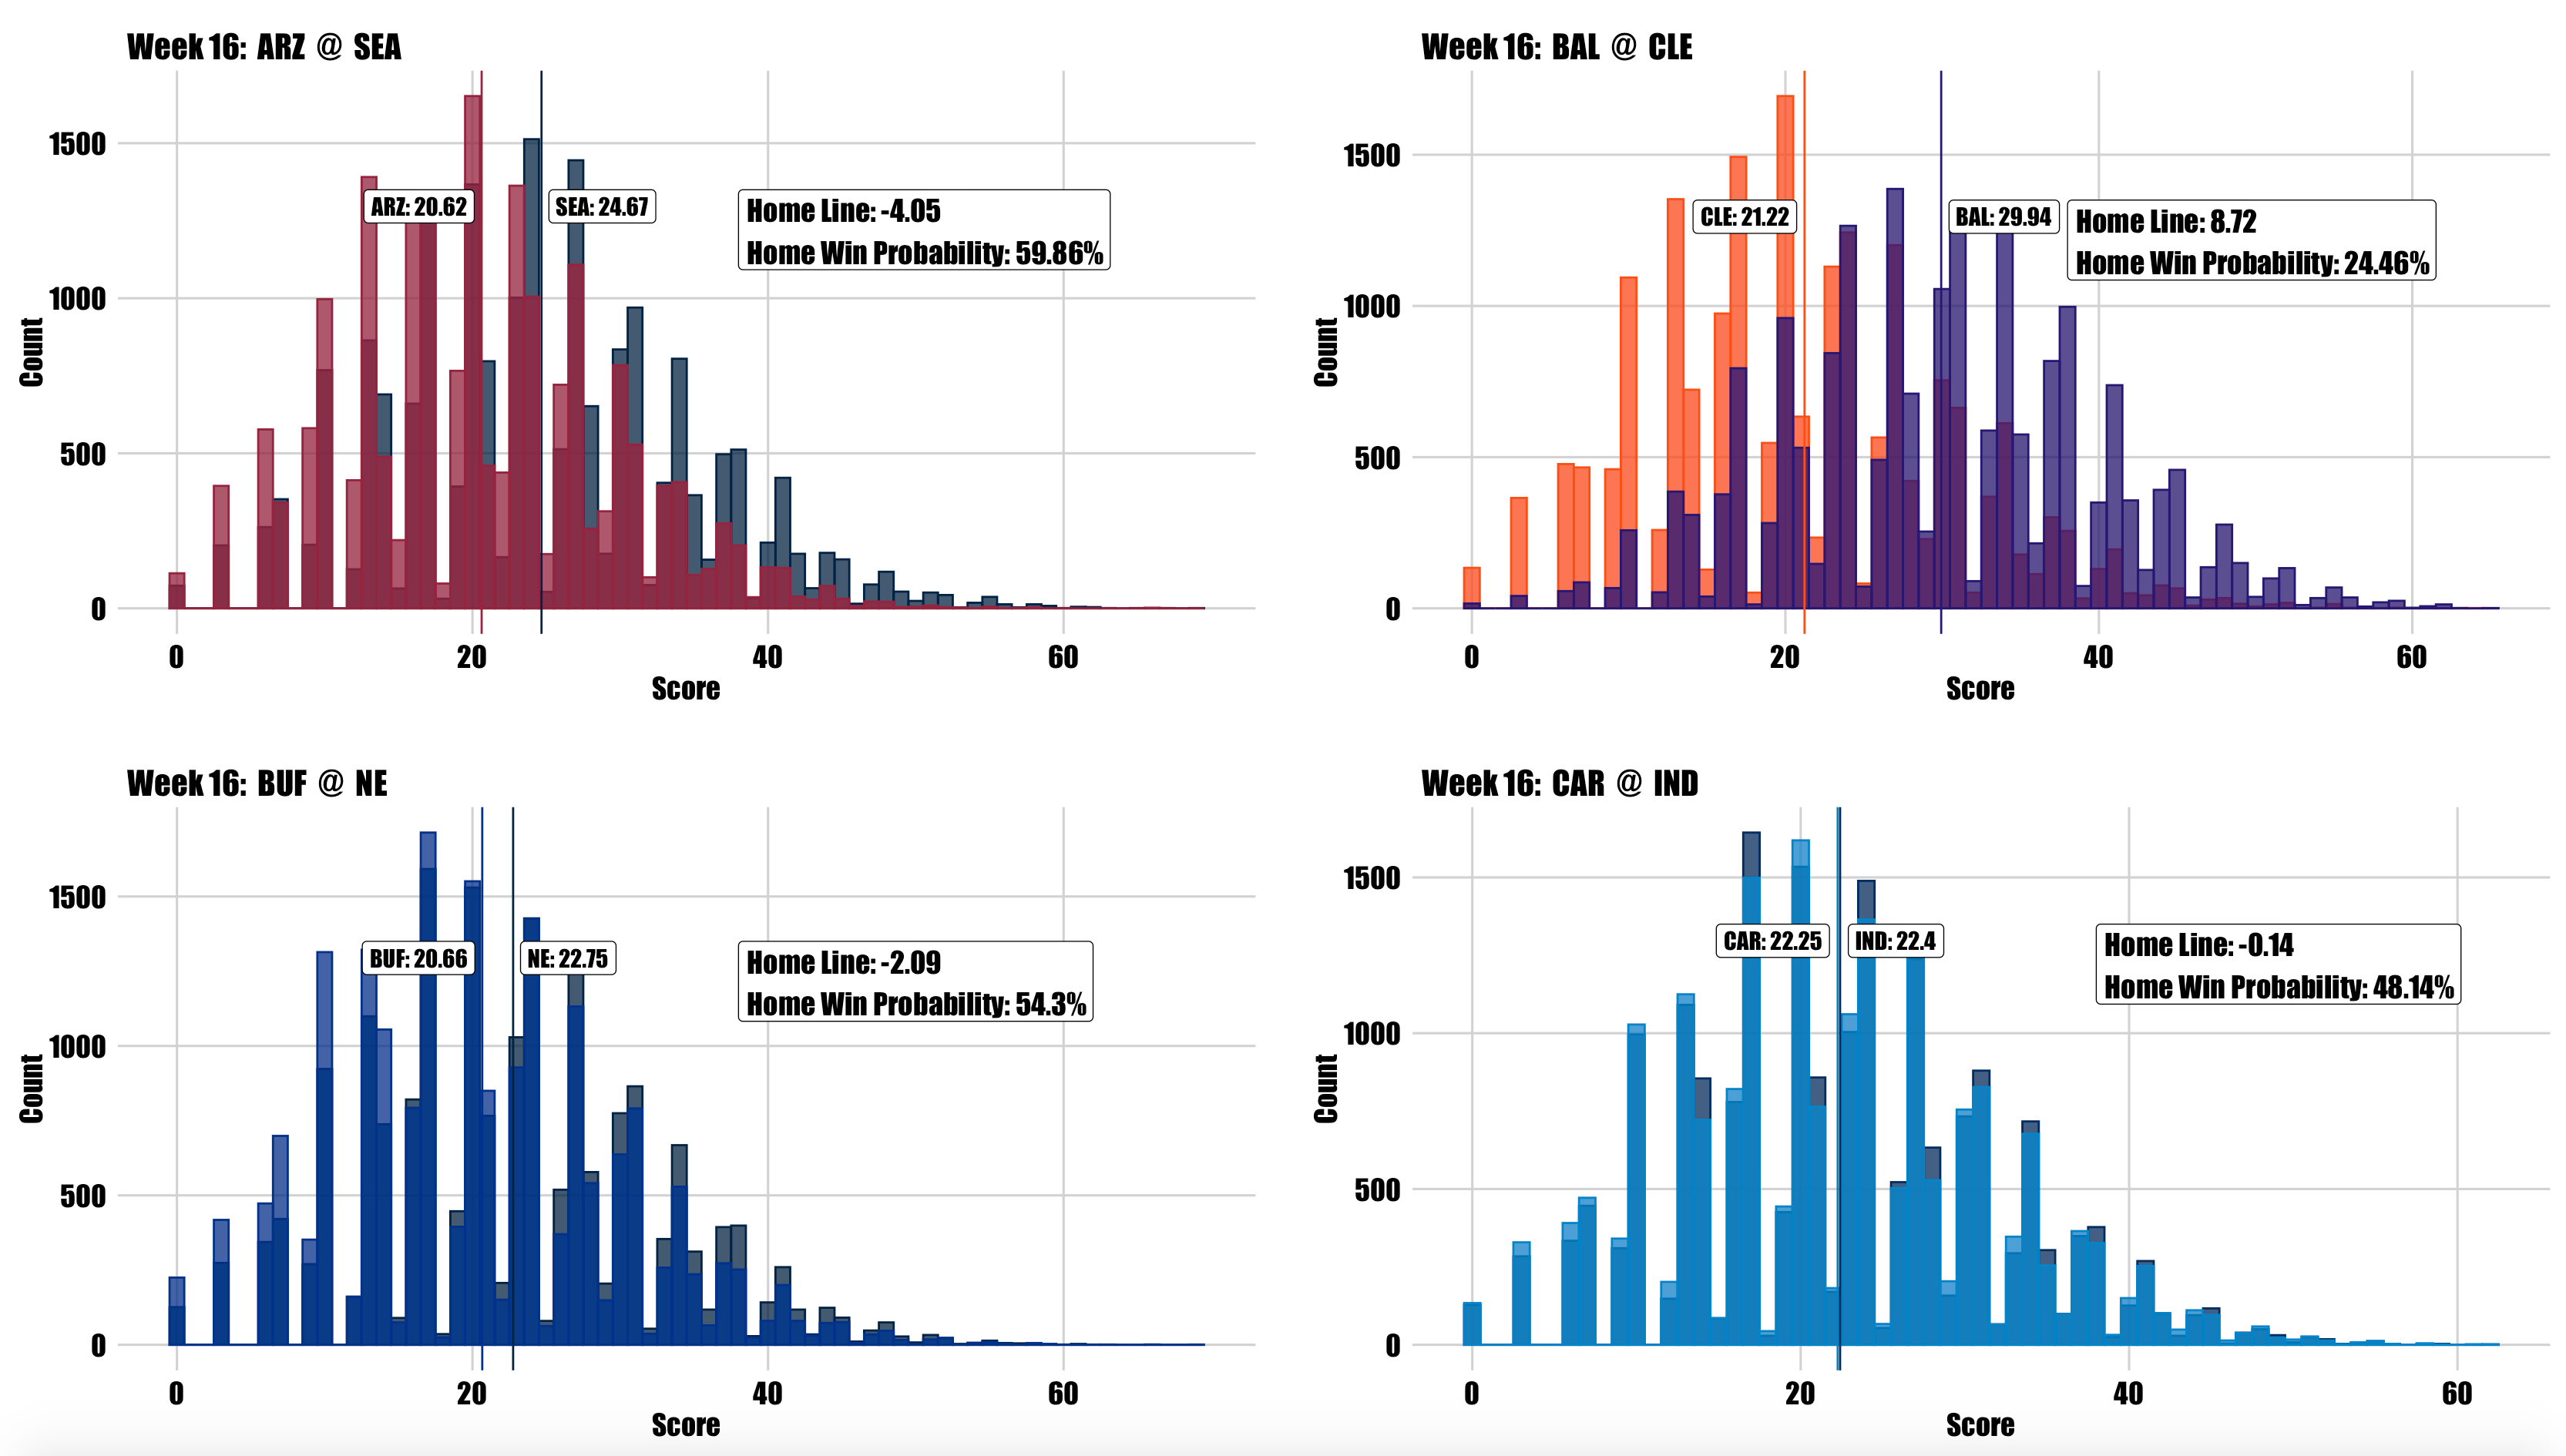 Week 16: ARZ @ SEA
1500
1000
500
0
Count
ARZ: 20.62
SEA: 24.67
Home Line: -4.05
Home Win Probability: 59.86%
0 20 40 60
Score
Week 16: BAL @ CLE
1500
1000
500
0
Count
CLE: 21.22
BAL: 29.94
Home Line: 8.72
Home Win Probability: 24.46%
0 20 40 60
Score
Week 16: BUF @ NE
1500
1000
500
0
Count
BUF: 20.66
NE: 22.75
Home Line: -2.09
Home Win Probability: 54.3%
0 20 40 60
Score
Week 16: CAR @ IND
1500
1000
500
0
Count
CAR: 22.25
IND: 22.4
Home Line: -0.14
Home Win Probability: 48.14%
0 20 40 60
Score